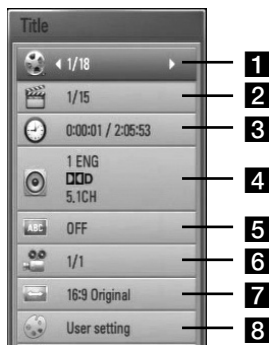 Title
1/18 1
1/15 2
0:00:01 / 2:05:53 3
1 ENG
DD D 4
5.1CH
ABC OFF 5
1/1 6
16:9 Original 7
User setting 8